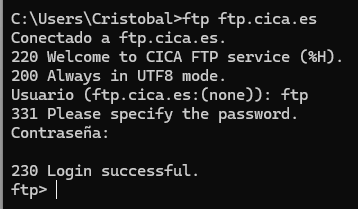 C:\Users\Cristobal>ftp ftp.cica.es
Conectado a ftp.cica.es.
220 Welcome to CICA FTP service (%H).
200 Always in UTF8 mode.
Usuario (ftp.cica.es:(none)): ftp
331 Please specify the password.
Contraseña:
230 Login successful.
ftp>